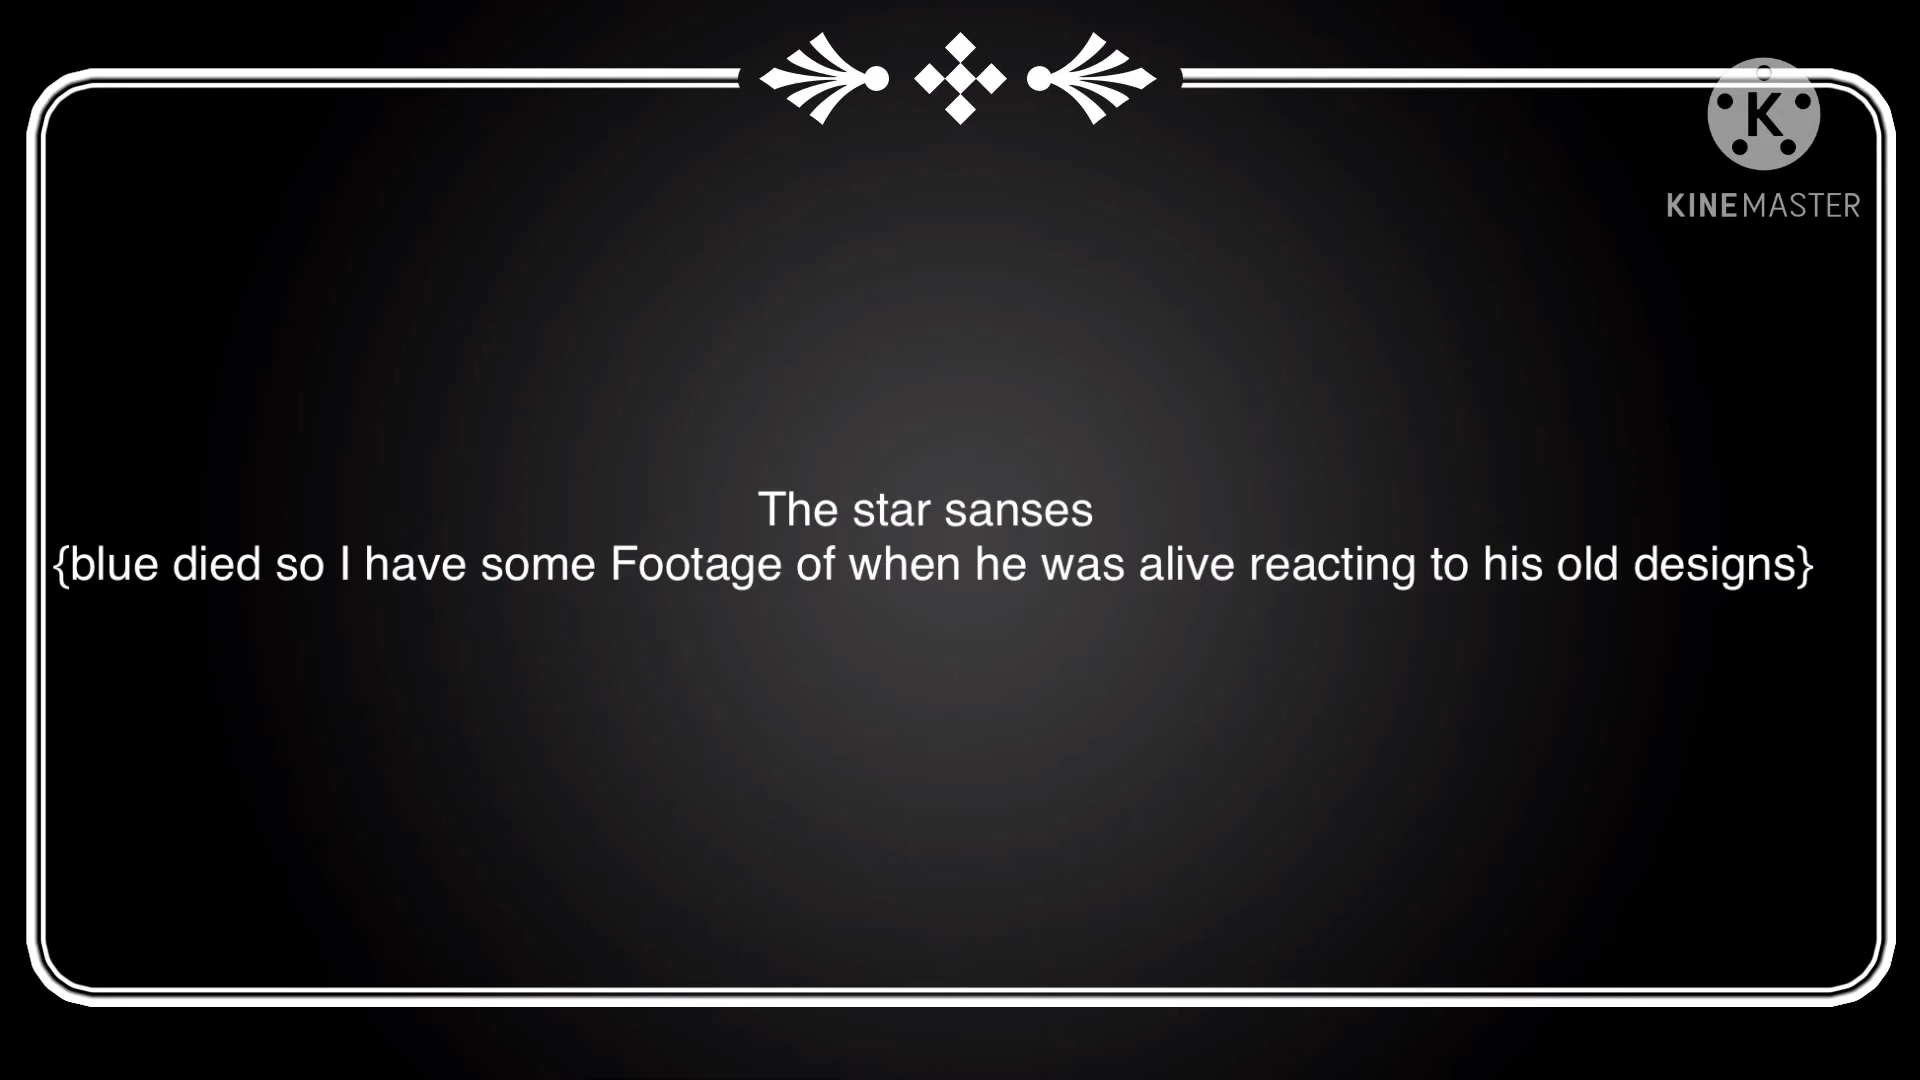 K
KINEMASTER
The star sanses
{blue died so I have some Footage of when he was alive reacting to his old designs}